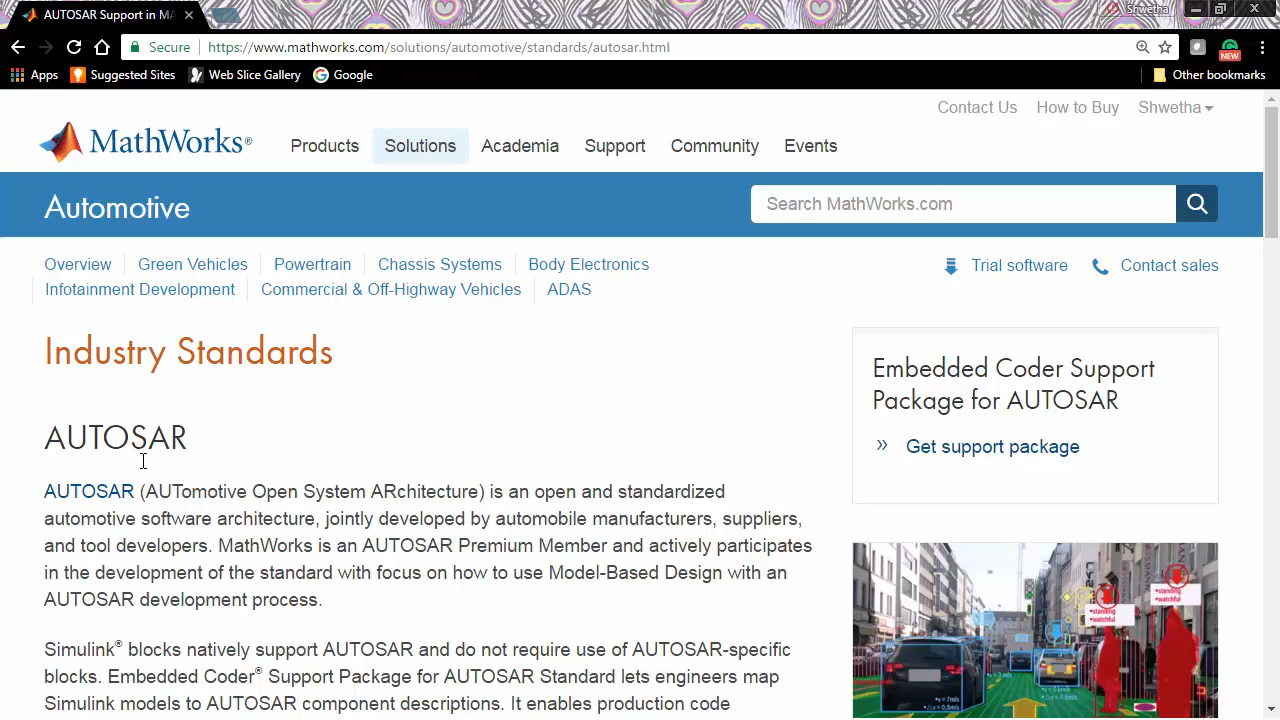 AUTOSAR Support in MA
Shwetha
Secure
https://www.mathworks.com/solutions/automotive/standards/autosar.html
NEW
Apps
Suggested Sites
Web Slice Gallery
Google
Other bookmarks
Contact Us
How to Buy
Shwetha
MathWorks®
Products
Solutions
Academia
Support
Community
Events
Automotive
Search MathWorks.com
Overview
Green Vehicles
Powertrain
Chassis Systems
Body Electronics
Infotainment Development
Commercial & Off-Highway Vehicles
ADAS
Trial software
Contact sales
Industry Standards
AUTOSAR
AUTOSAR (AUTomotive Open System ARchitecture) is an open and standardized
automotive software architecture, jointly developed by automobile manufacturers, suppliers,
and tool developers. MathWorks is an AUTOSAR Premium Member and actively participates
in the development of the standard with focus on how to use Model-Based Design with an
AUTOSAR development process.
Simulink® blocks natively support AUTOSAR and do not require use of AUTOSAR-specific
blocks. Embedded Coder® Support Package for AUTOSAR Standard lets engineers map
Simulink models to AUTOSAR component descriptions. It enables production code
Embedded Coder Support
Package for AUTOSAR
Get support package
•standing
•watchful
•standing
•watchful